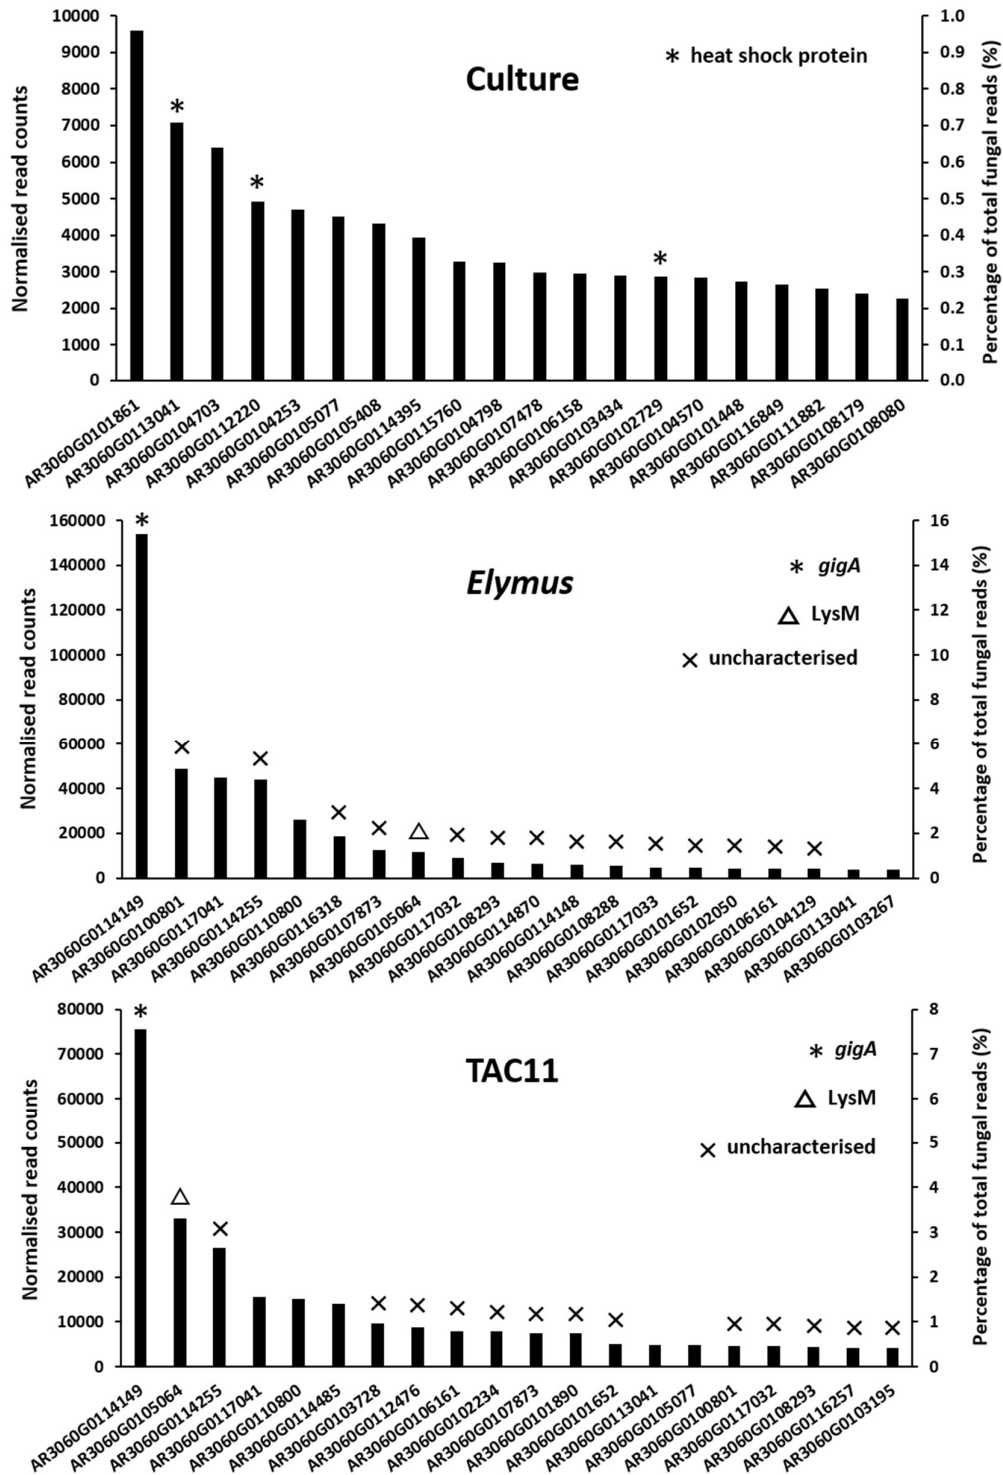 Culture
* heat shock protein
Normalised read counts
10000
9000
8000
7000
6000
5000
4000
3000
2000
1000
0
*
*
*
Percentage of total fungal reads (%)
1.0
0.9
0.8
0.7
0.6
0.5
0.4
0.3
0.2
0.1
0.0
AR3060G0101861
AR3060G0113041
AR3060G0104703
AR3060G0112220
AR3060G0104253
AR3060G0105077
AR3060G0105408
AR3060G0114395
AR3060G0115760
AR3060G0104798
AR3060G0107478
AR3060G0106158
AR3060G0103434
AR3060G0102729
AR3060G0104570
AR3060G0101448
AR3060G0116849
AR3060G0111882
AR3060G0108179
AR3060G0108080
Elymus
* gigA
△ LysM
× uncharacterised
Normalised read counts
160000
140000
120000
100000
80000
60000
40000
20000
0
*
Percentage of total fungal reads (%)
16
14
12
10
8
6
4
2
0
AR3060G0114149
AR3060G0100801
AR3060G0117041
AR3060G0114255
AR3060G0110800
AR3060G0116318
AR3060G0107873
AR3060G0105064
AR3060G0117032
AR3060G0108293
AR3060G0114870
AR3060G0114148
AR3060G0108288
AR3060G0117033
AR3060G0101652
AR3060G0102050
AR3060G0106161
AR3060G0104129
AR3060G0113041
AR3060G0103267
TAC11
* gigA
△ LysM
× uncharacterised
Normalised read counts
80000
70000
60000
50000
40000
30000
20000
10000
0
*
Percentage of total fungal reads (%)
8
7
6
5
4
3
2
1
0
AR3060G0114149
AR3060G0105064
AR3060G0114255
AR3060G0117041
AR3060G0110800
AR3060G0114485
AR3060G0103728
AR3060G0112476
AR3060G0106161
AR3060G0102234
AR3060G0107873
AR3060G0101890
AR3060G0101652
AR3060G0113041
AR3060G0105077
AR3060G0100801
AR3060G0117032
AR3060G0108293
AR3060G0116257
AR3060G0103195